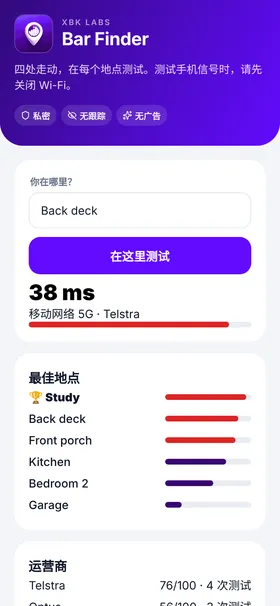 XBK LABS
Bar Finder
四处走动，在每个地点测试。测试手机信号时，请先
关闭 Wi-Fi。
私密
无跟踪
无广告
你在哪里？
Back deck
在这里测试
38 ms
移动网络 5G · Telstra
最佳地点
🏆 Study
Back deck
Front porch
Kitchen
Bedroom 2
Garage
运营商
Telstra 76/100 · 4 次测试